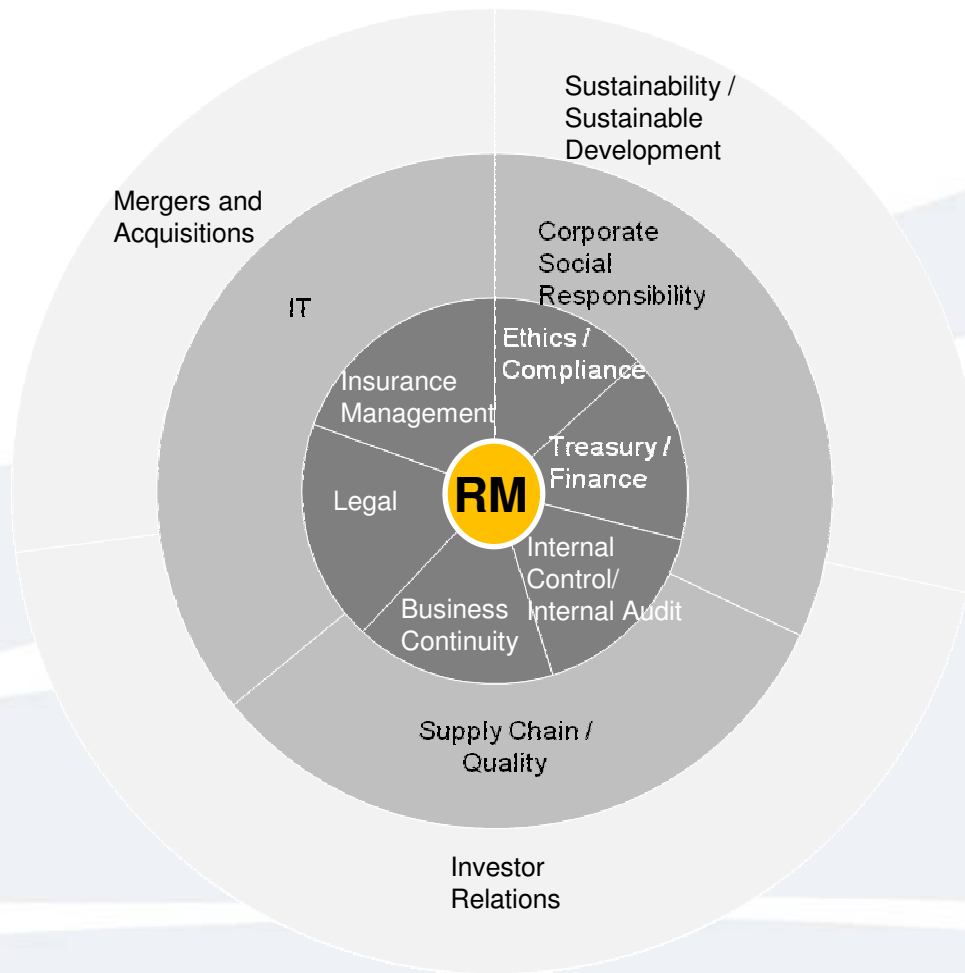 Sustainability /
Sustainable
Development
Mergers and
Acquisitions
Corporate
Social
Responsibility
IT
Ethics /
Compliance
Insurance
Management
Treasury /
Finance
RM
Legal
Internal
Control/
Internal Audit
Business
Continuity
Supply Chain /
Quality
Investor
Relations